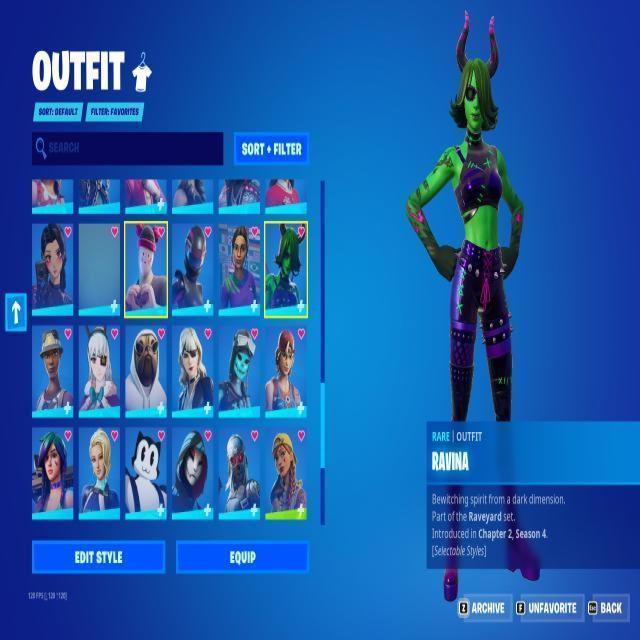 OUTFIT
SORT: DEFAULT
FILTER: FAVORITES
SEARCH
SORT + FILTER
RARE | OUTFIT
RAVINA
Bewitching spirit from a dark dimension.
Part of the Raveyard set.
Introduced in Chapter 2, Season 4.
[Selectable Styles]
EDIT STYLE
EQUIP
Z ARCHIVE
F UNFAVORITE
Esc BACK